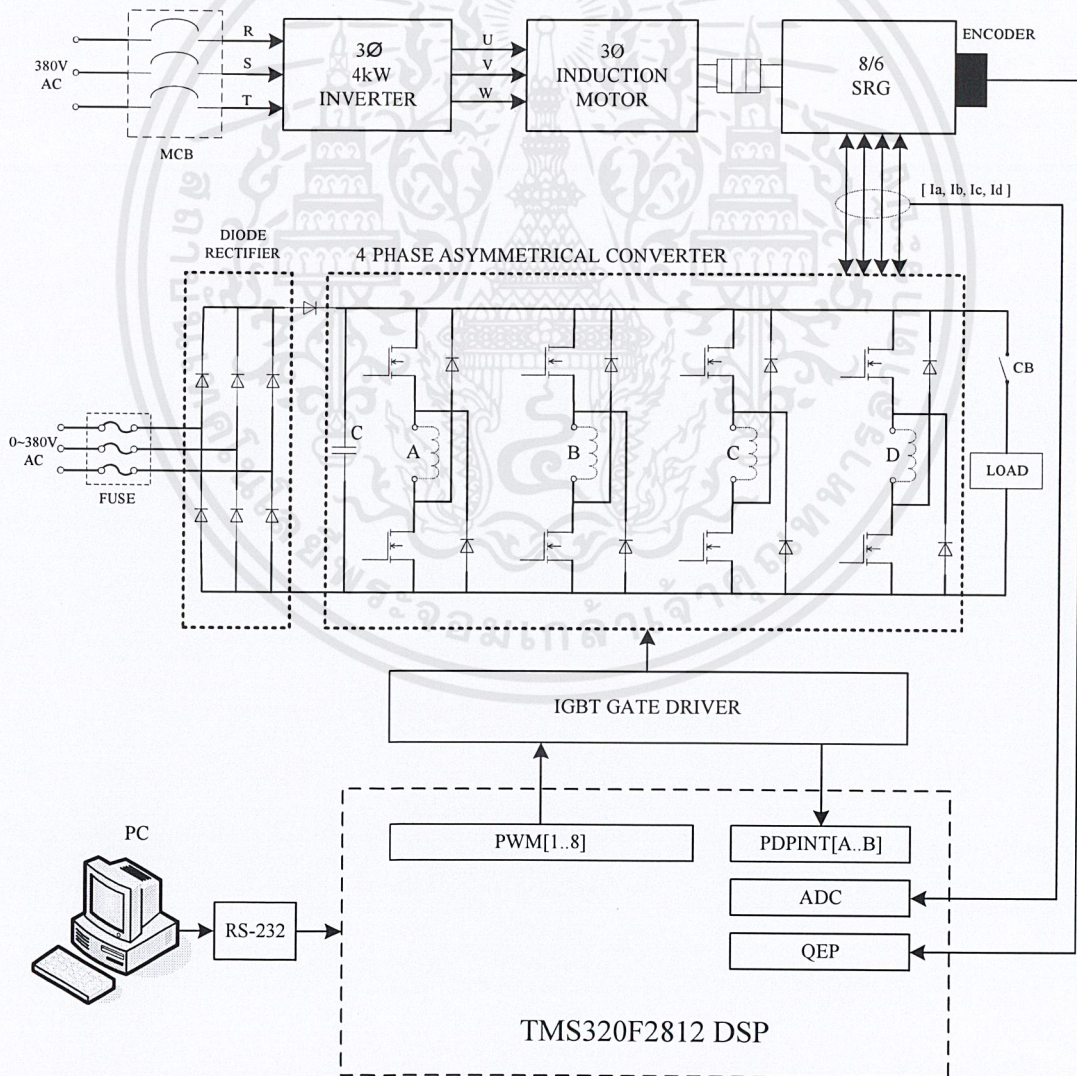 380V
AC
R
S
T
MCB
3Ø
4kW
INVERTER
U
V
W
3Ø
INDUCTION
MOTOR
8/6
SRG
ENCODER
[ Ia, Ib, Ic, Id ]
DIODE
RECTIFIER
4 PHASE ASYMMETRICAL CONVERTER
0~380V
AC
FUSE
C
A
B
C
D
CB
LOAD
IGBT GATE DRIVER
PC
RS-232
PWM[1..8]
PDPINT[A..B]
ADC
QEP
TMS320F2812 DSP